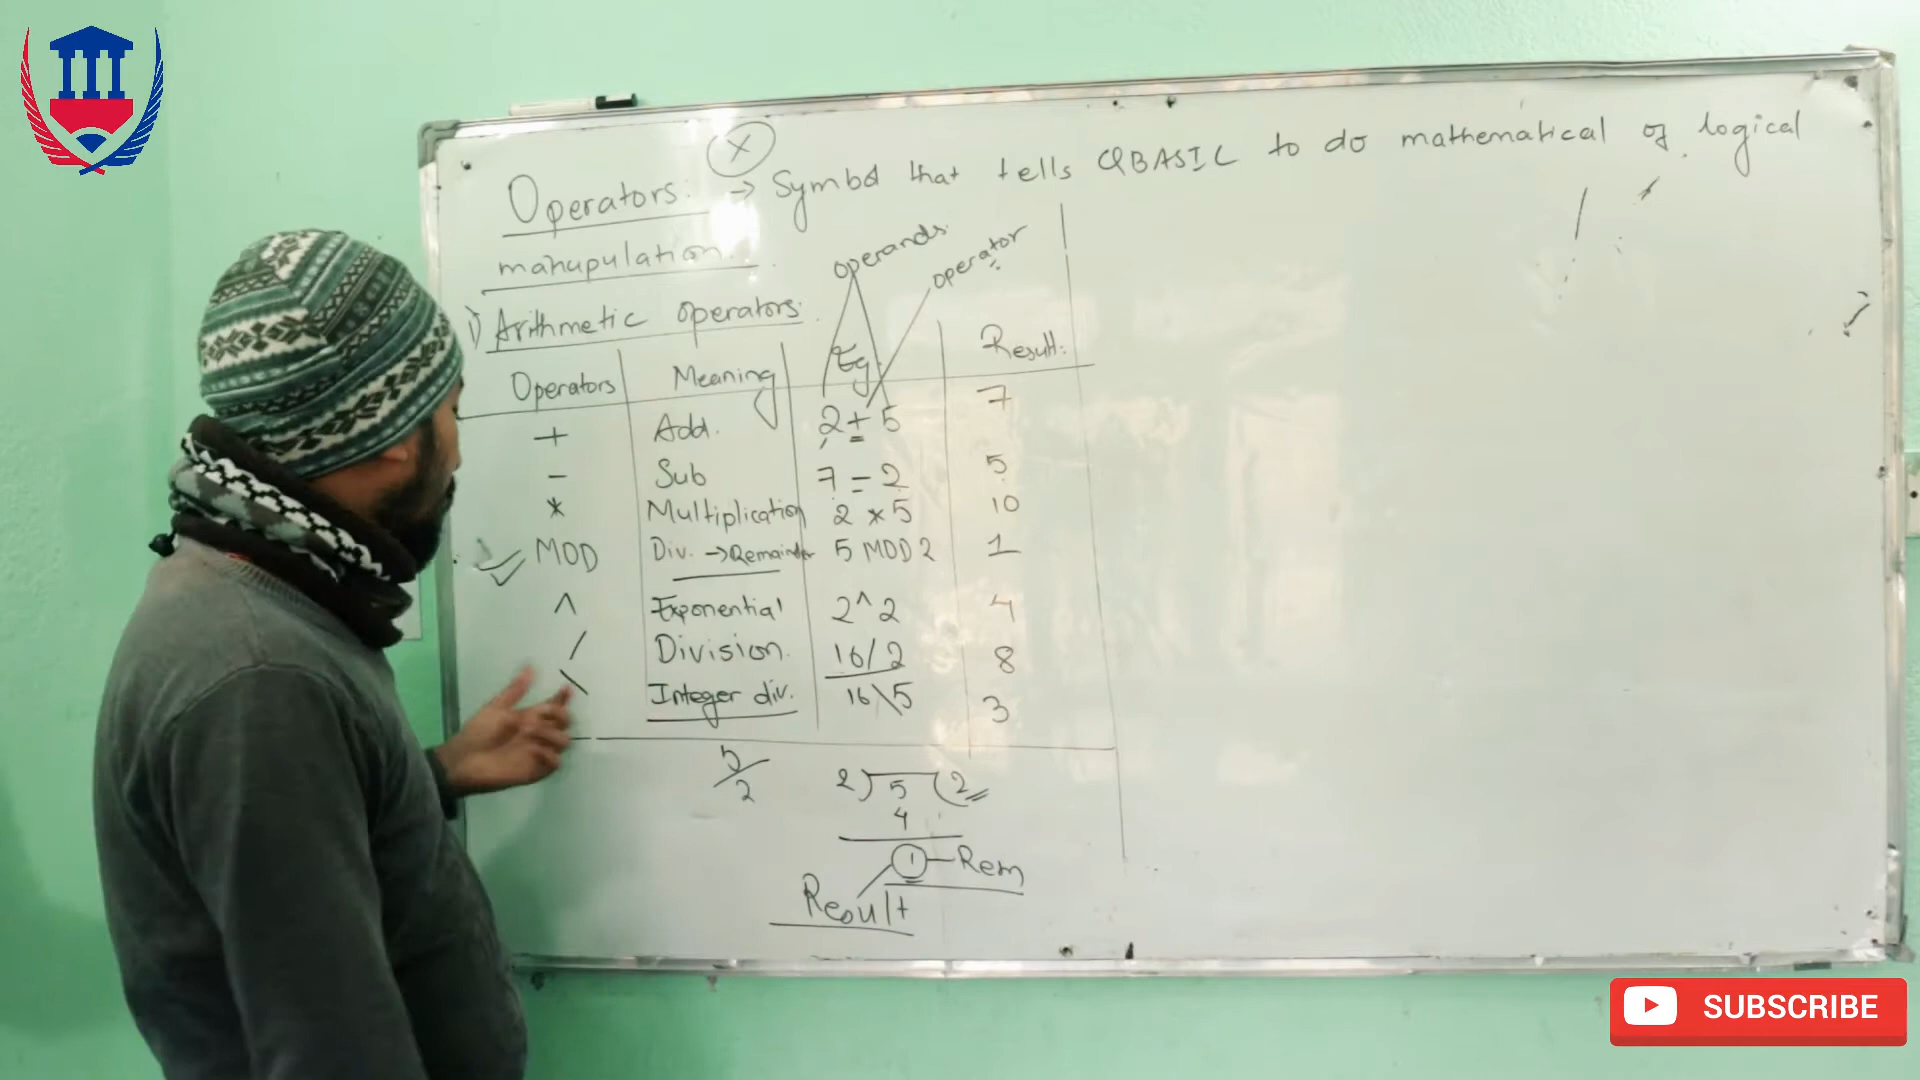 X
Operators: → Symbol that tells QBASIC to do mathematical of logical
manupulation.
operands.
operator
i) Arithmetic operators:
Operators Meaning Eg. Result:
+ Add. 2 + 5 7
- Sub 7 - 2 5
* Multiplication 2 * 5 10
MOD Div. → Remainder 5 MOD 2 1
^ Exponential 2^2 4
/ Division. 16/2 8
\ Integer div. 16\5 3
5/2
2) 5 (2
4
1 — Rem
Result
SUBSCRIBE